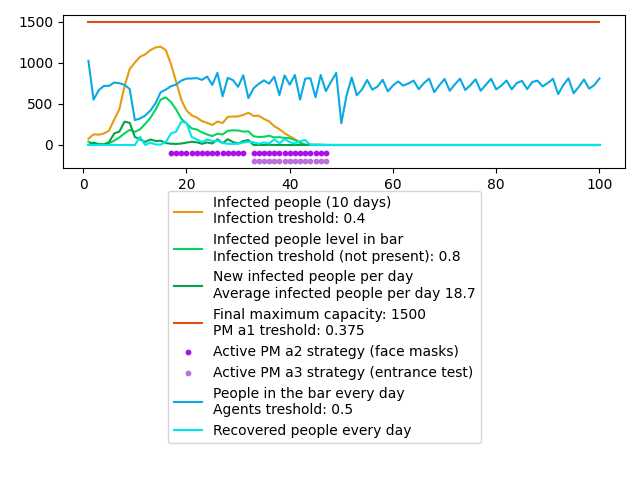 1500
1000
500
0
0 20 40 60 80 100
Infected people (10 days)
Infection treshold: 0.4
Infected people level in bar
Infection treshold (not present): 0.8
New infected people per day
Average infected people per day 18.7
Final maximum capacity: 1500
PM a1 treshold: 0.375
Active PM a2 strategy (face masks)
Active PM a3 strategy (entrance test)
People in the bar every day
Agents treshold: 0.5
Recovered people every day